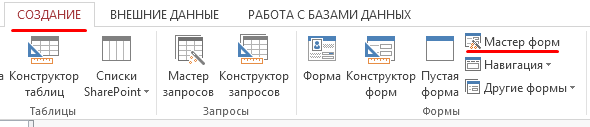 СОЗДАНИЕ ВНЕШНИЕ ДАННЫЕ РАБОТА С БАЗАМИ ДАННЫХ
а Конструктор таблиц
Списки SharePoint
Мастер запросов
Конструктор запросов
Форма
Конструктор форм
Пустая форма
Мастер форм
Навигация
Другие формы
Таблицы
Запросы
Формы